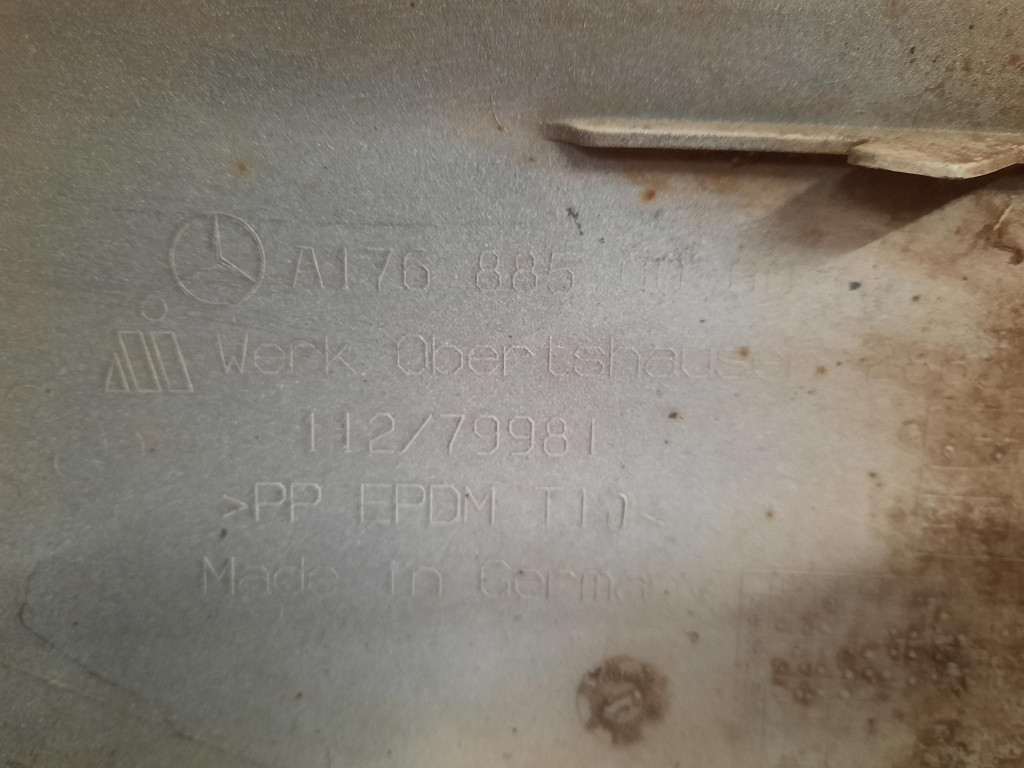 A176 885
Werk Obertshausen
112/79981
>PP EPDM T10<
Made in Germany